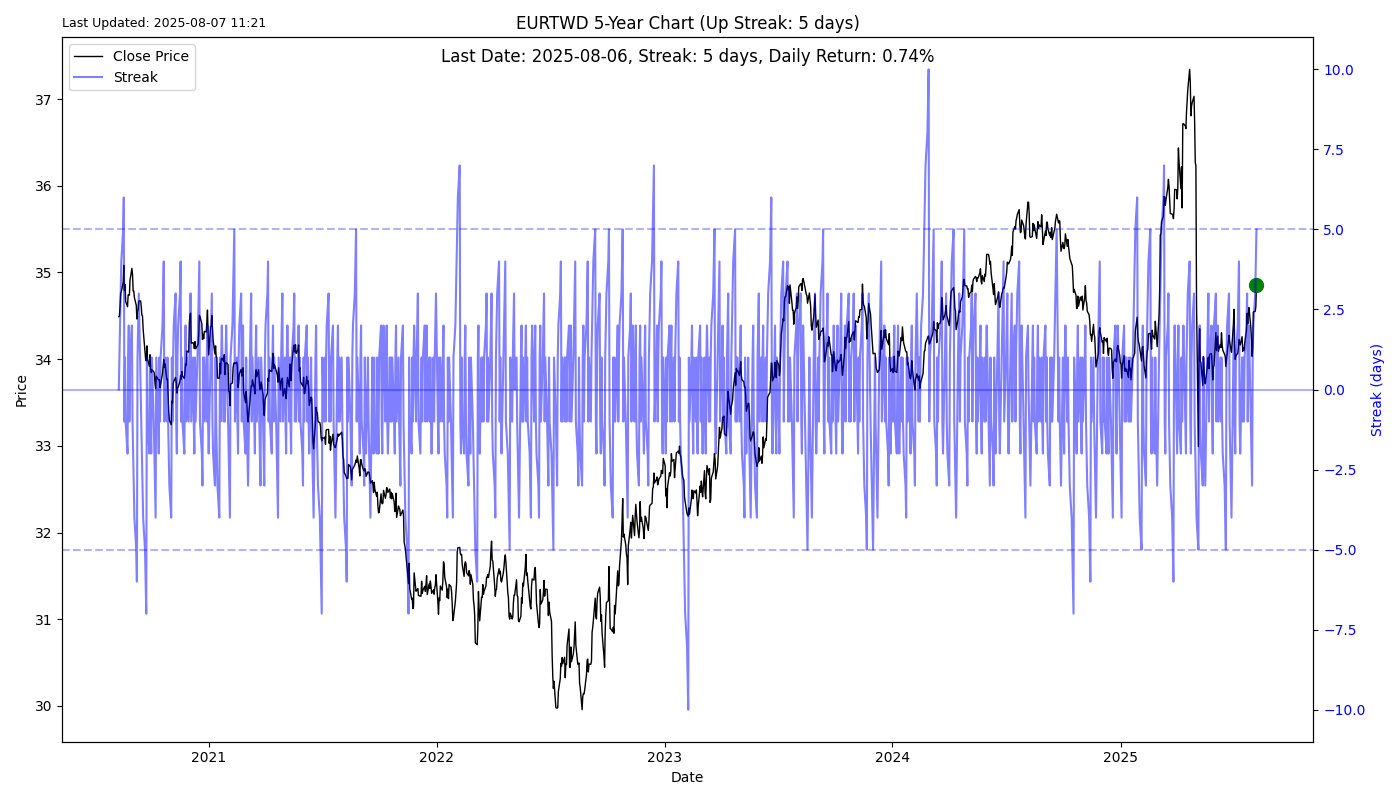 Last Updated: 2025-08-07 11:21
EURTWD 5-Year Chart (Up Streak: 5 days)
Last Date: 2025-08-06, Streak: 5 days, Daily Return: 0.74%
Close Price
Streak
Price
37
36
35
34
33
32
31
30
10.0
7.5
5.0
2.5
0.0
−2.5
−5.0
−7.5
−10.0
Streak (days)
2021
2022
2023
2024
2025
Date